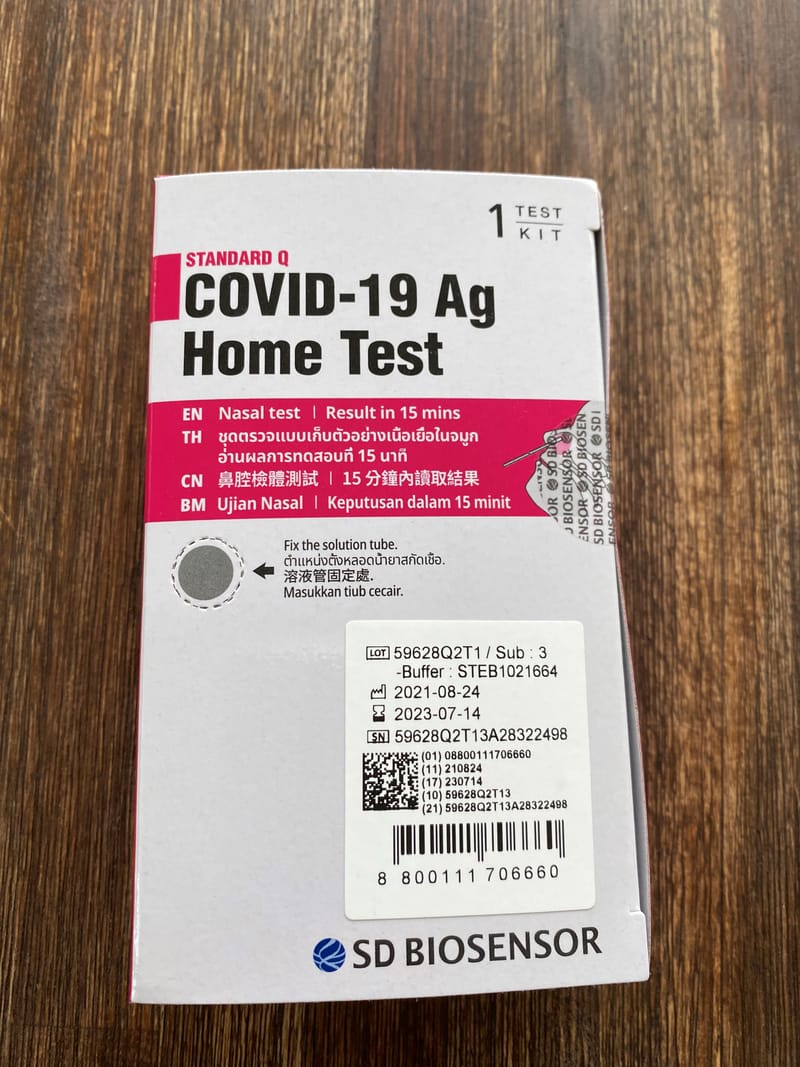 1 TEST KIT
STANDARD Q
COVID-19 Ag
Home Test
EN Nasal test | Result in 15 mins
TH ชุดตรวจแบบเก็บตัวอย่างเนื้อเยื่อในจมูก
อ่านผลการทดสอบที่ 15 นาที
CN 鼻腔檢體測試 | 15 分鐘內讀取結果
BM Ujian Nasal | Keputusan dalam 15 minit
SD BIOSENSOR
Fix the solution tube.
ตำแหน่งตั้งหลอดน้ำยาสกัดเชื้อ.
溶液管固定處.
Masukkan tiub cecair.
LOT 59628Q2T1 / Sub : 3
-Buffer : STEB1021664
2021-08-24
2023-07-14
SN 59628Q2T13A28322498
(01) 08800111706660
(11) 210824
(17) 230714
(10) 59628Q2T13
(21) 59628Q2T13A28322498
8 800111 706660
SD BIOSENSOR